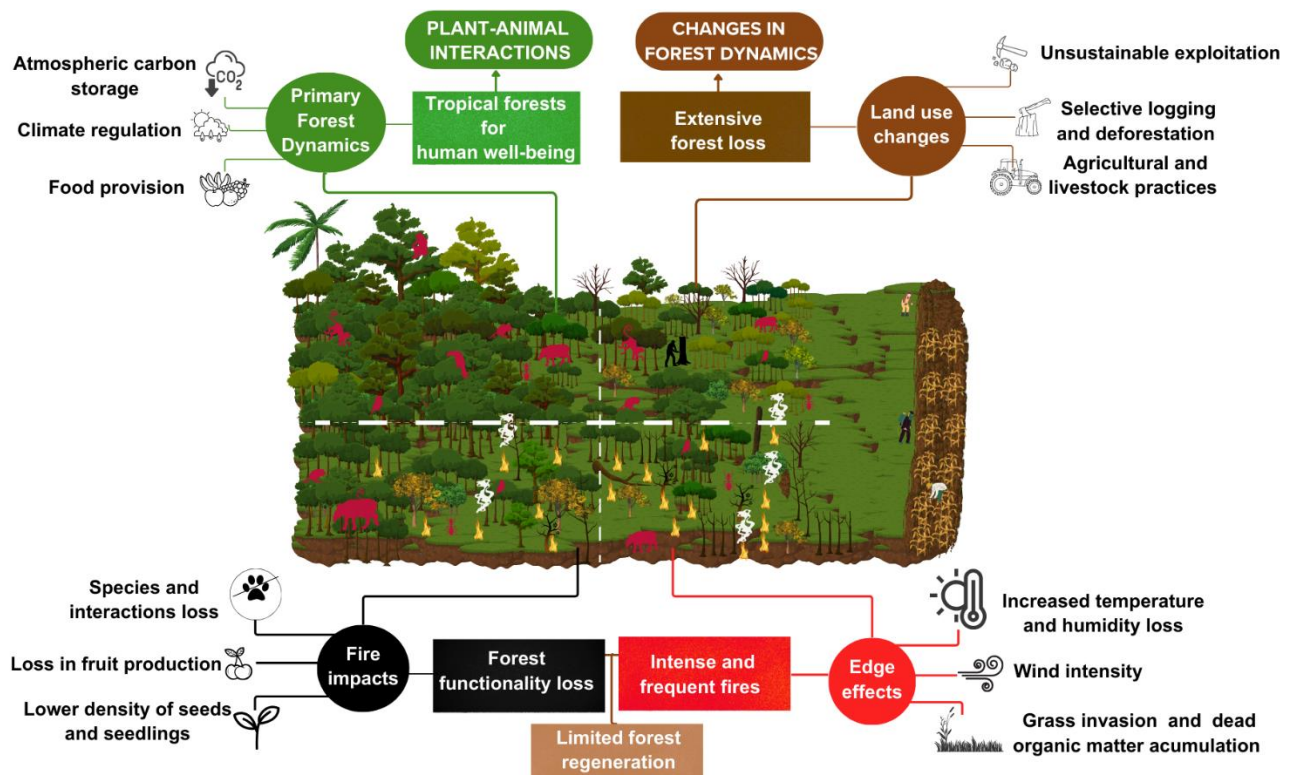 PLANT-ANIMAL
INTERACTIONS
CHANGES IN
FOREST DYNAMICS
Atmospheric carbon
storage
CO2
Climate regulation
Food provision
Primary
Forest
Dynamics
Tropical forests
for
human well-being
Extensive
forest loss
Land use
changes
Unsustainable exploitation
Selective logging
and deforestation
Agricultural and
livestock practices
Species and
interactions loss
Loss in fruit production
Lower density of seeds
and seedlings
Fire
impacts
Forest
functionality loss
Intense and
frequent fires
Limited forest
regeneration
Edge
effects
Increased temperature
and humidity loss
Wind intensity
Grass invasion and dead
organic matter acumulation